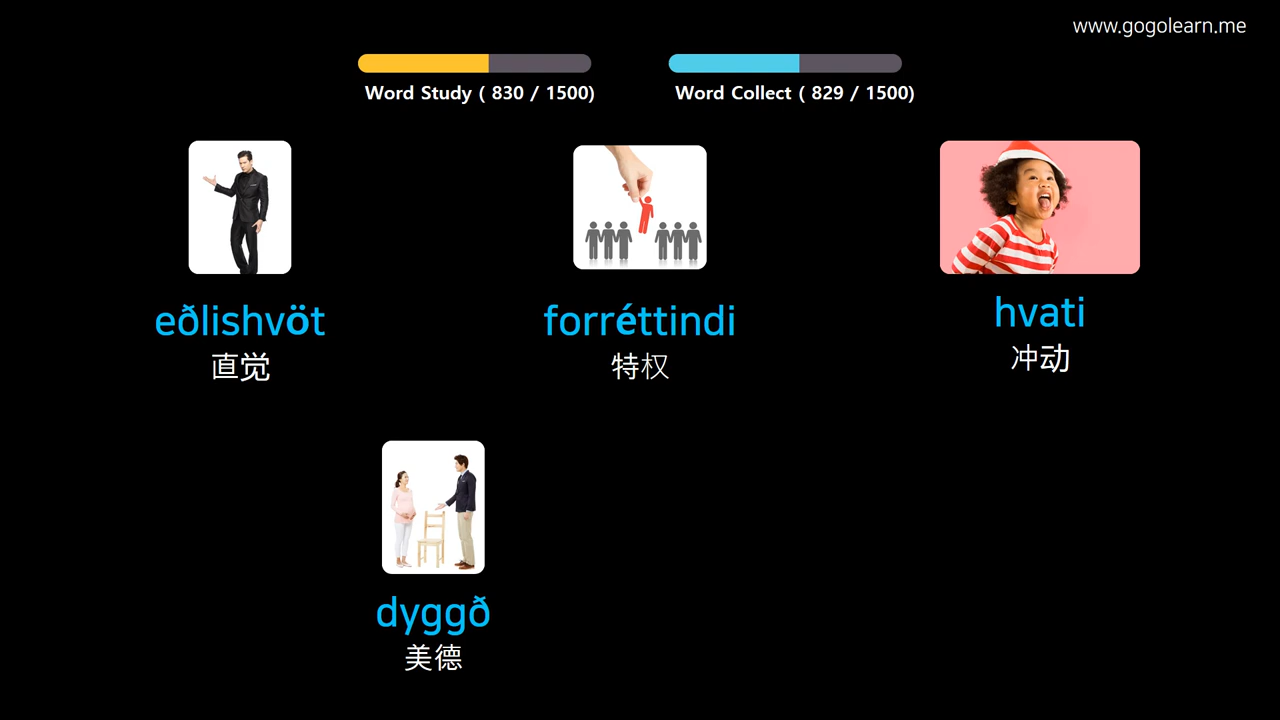 www.gogolearn.me
Word Study ( 830 / 1500)
Word Collect ( 829 / 1500)
eðlishvöt
直觉
forréttindi
特权
hvati
冲动
dyggð
美德